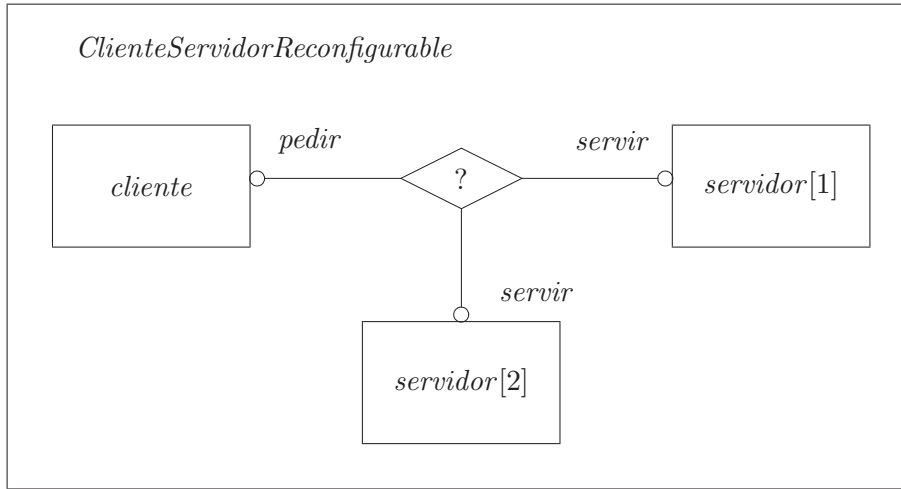 ClienteServidorReconfigurable
pedir
servir
cliente
?
servidor[1]
servir
servidor[2]